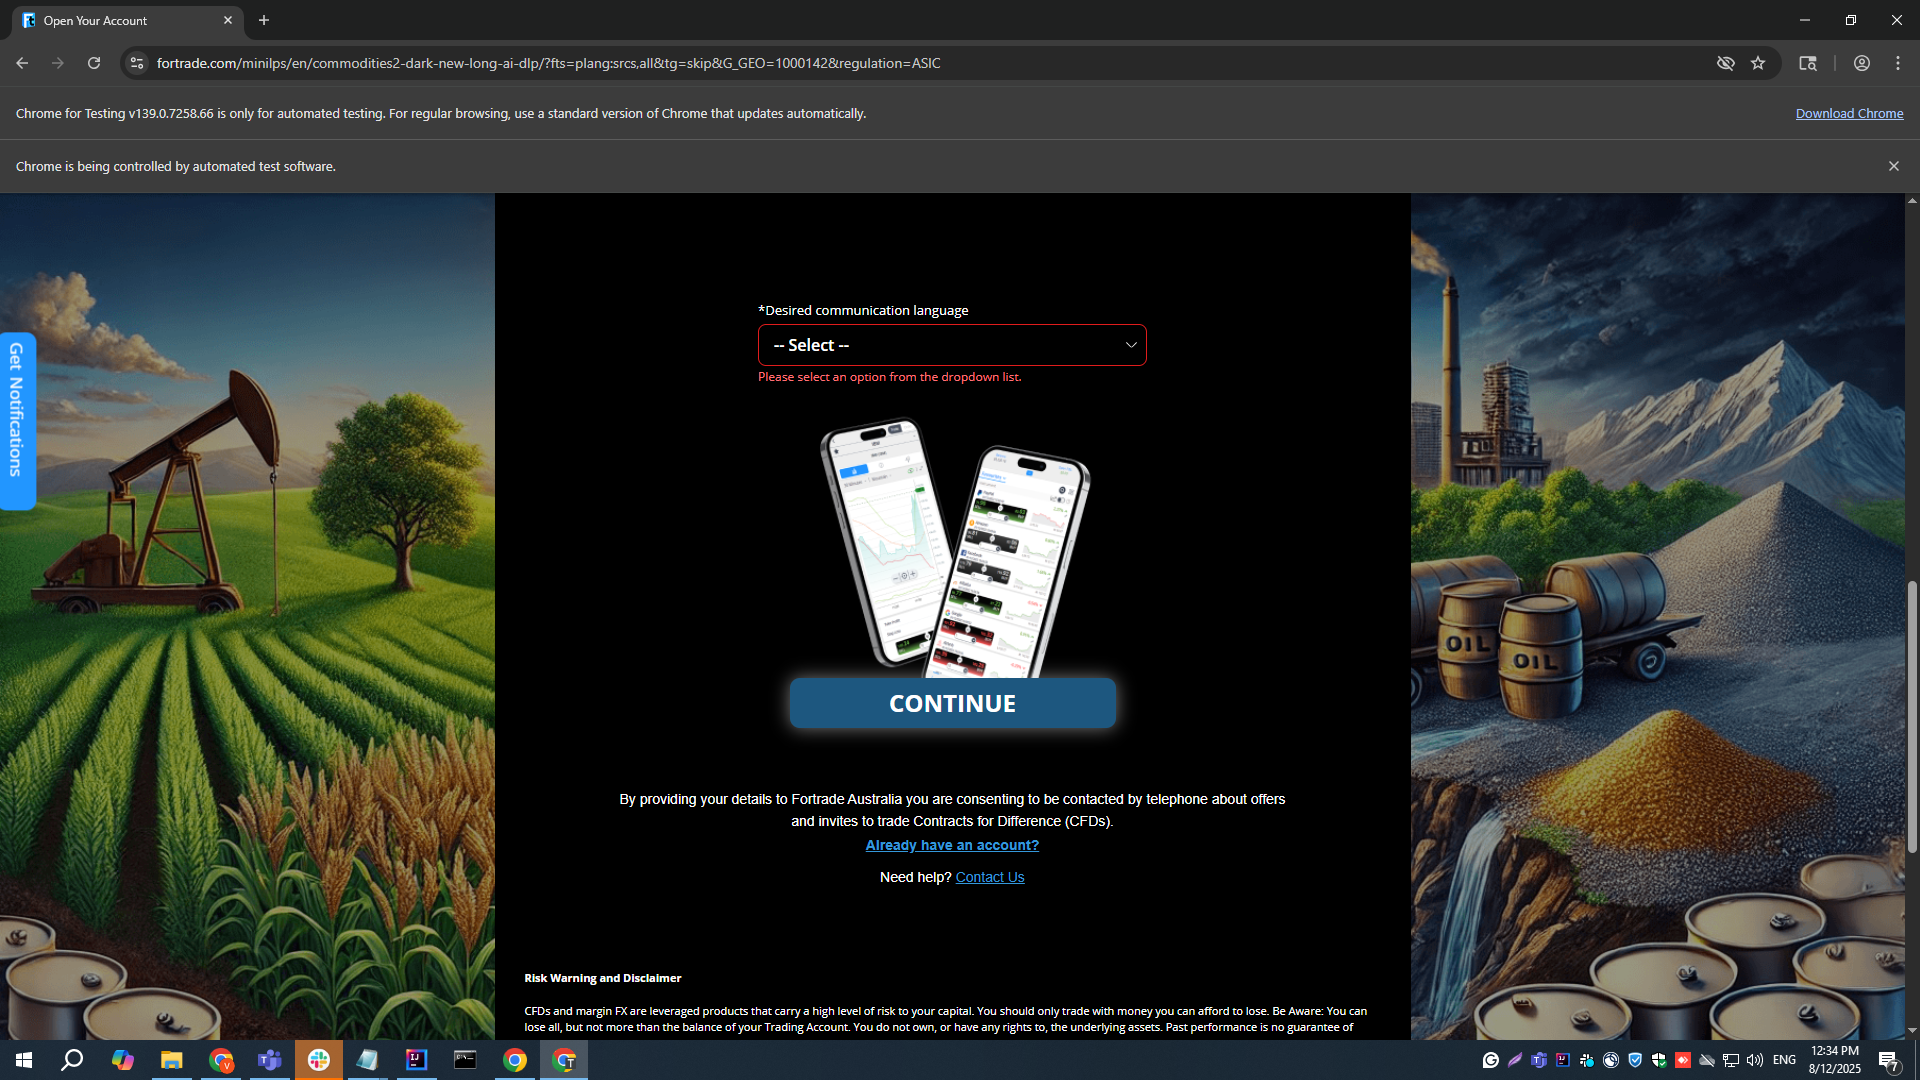 Open Your Account
fortrade.com/minilps/en/commodities2-dark-new-long-ai-dlp/?fts=plang:srcs,all&tg=skip&G_GEO=1000142&regulation=ASIC
Chrome for Testing v139.0.7258.66 is only for automated testing. For regular browsing, use a standard version of Chrome that updates automatically.
Download Chrome
Chrome is being controlled by automated test software.
Get Notifications
*Desired communication language
-- Select --
Please select an option from the dropdown list.
OIL
OIL
CONTINUE
By providing your details to Fortrade Australia you are consenting to be contacted by telephone about offers
and invites to trade Contracts for Difference (CFDs).
Already have an account?
Need help? Contact Us
Risk Warning and Disclaimer
CFDs and margin FX are leveraged products that carry a high level of risk to your capital. You should only trade with money you can afford to lose. Be Aware: You can
lose all, but not more than the balance of your Trading Account. You do not own, or have any rights to, the underlying assets. Past performance is no guarantee of
ENG
12:34 PM
8/12/2025
7